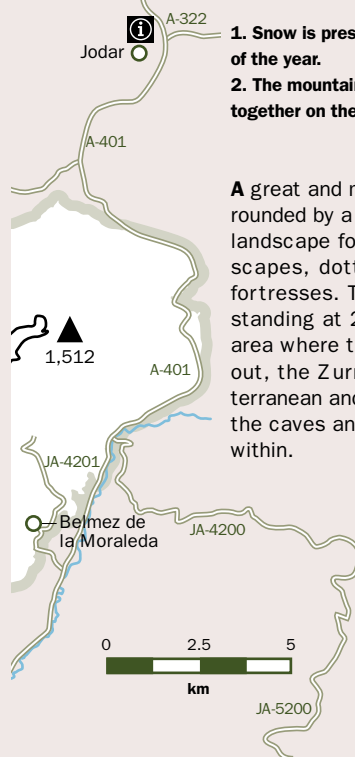 A-322
i
Jodar
A-401
1,512
A-401
JA-4201
Belmez de
la Moraleda
JA-4200
0 2.5 5
km
JA-5200
1. Snow is pres
of the year.
2. The mountai
together on the
A great and r
rounded by a
landscape fo
scapes, dott
fortresses. T
standing at 2
area where t
out, the Zurr
terranean and
the caves an
within.